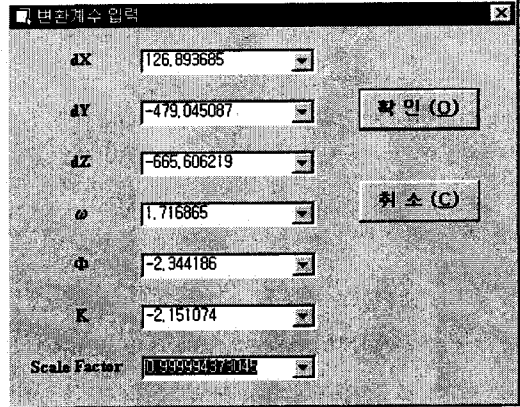 변환계수 입력
dX 126,893685
dY -479,045087
확 인 (O)
dZ -665,606219
취 소 (C)
ω 1,716865
Φ -2,344186
K -2,151074
Scale Factor